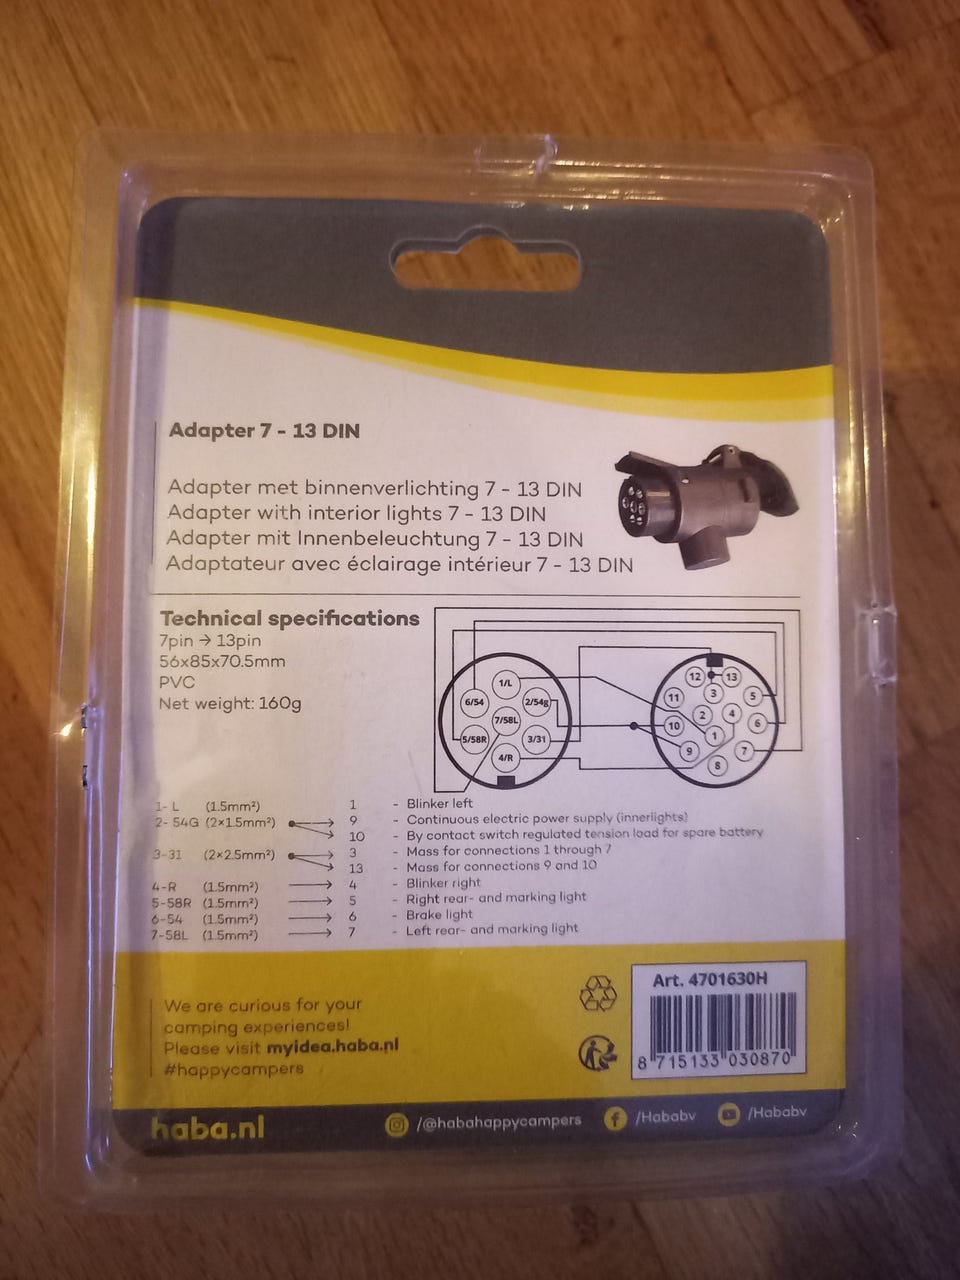 Adapter 7 - 13 DIN
Adapter met binnenverlichting 7 - 13 DIN
Adapter with interior lights 7 - 13 DIN
Adapter mit Innenbeleuchtung 7 - 13 DIN
Adaptateur avec éclairage intérieur 7 - 13 DIN
Technical specifications
7pin → 13pin
56x85x70.5mm
PVC
Net weight: 160g
1/L
6/54
2/54g
7/58L
5/58R
3/31
4/R
12
13
3
11
5
2
4
10
6
1
9
7
8
1- L (1.5mm²) 1 - Blinker left
2- 54G (2x1.5mm²) → 9 - Continuous electric power supply (innerlights)
→ 10 - By contact switch regulated tension load for spare battery
3-31 (2x2.5mm²) → 3 - Mass for connections 1 through 7
→ 13 - Mass for connections 9 and 10
4-R (1.5mm²) → 4 - Blinker right
5-58R (1.5mm²) → 5 - Right rear- and marking light
6-54 (1.5mm²) → 6 - Brake light
7-58L (1.5mm²) → 7 - Left rear- and marking light
We are curious for your
camping experiences!
Please visit myidea.haba.nl
#happycampers
Art. 4701630H
8 715133 030870
haba.nl
/@habahappycampers
/Hababv
/Hababv